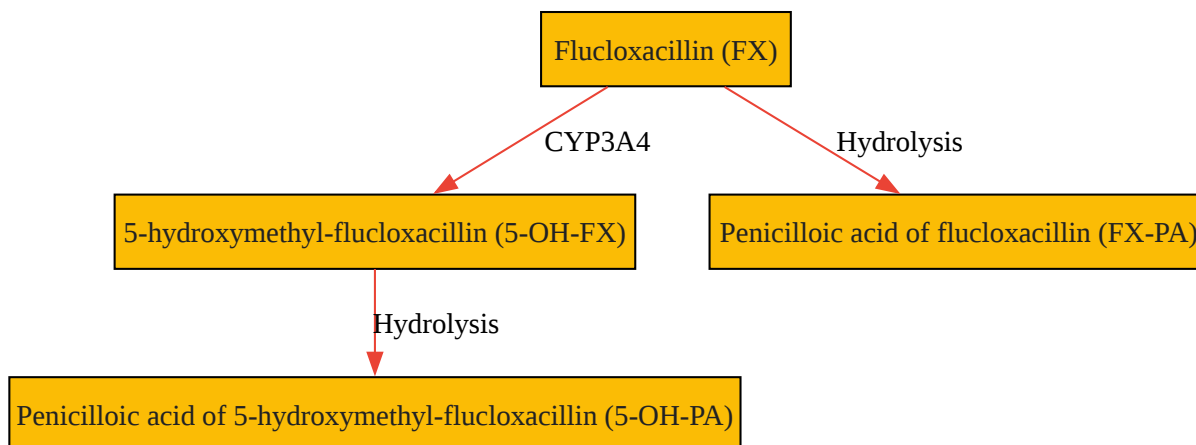 Flucloxacillin (FX)
CYP3A4
Hydrolysis
5-hydroxymethyl-flucloxacillin (5-OH-FX)
Penicilloic acid of flucloxacillin (FX-PA)
Hydrolysis
Penicilloic acid of 5-hydroxymethyl-flucloxacillin (5-OH-PA)